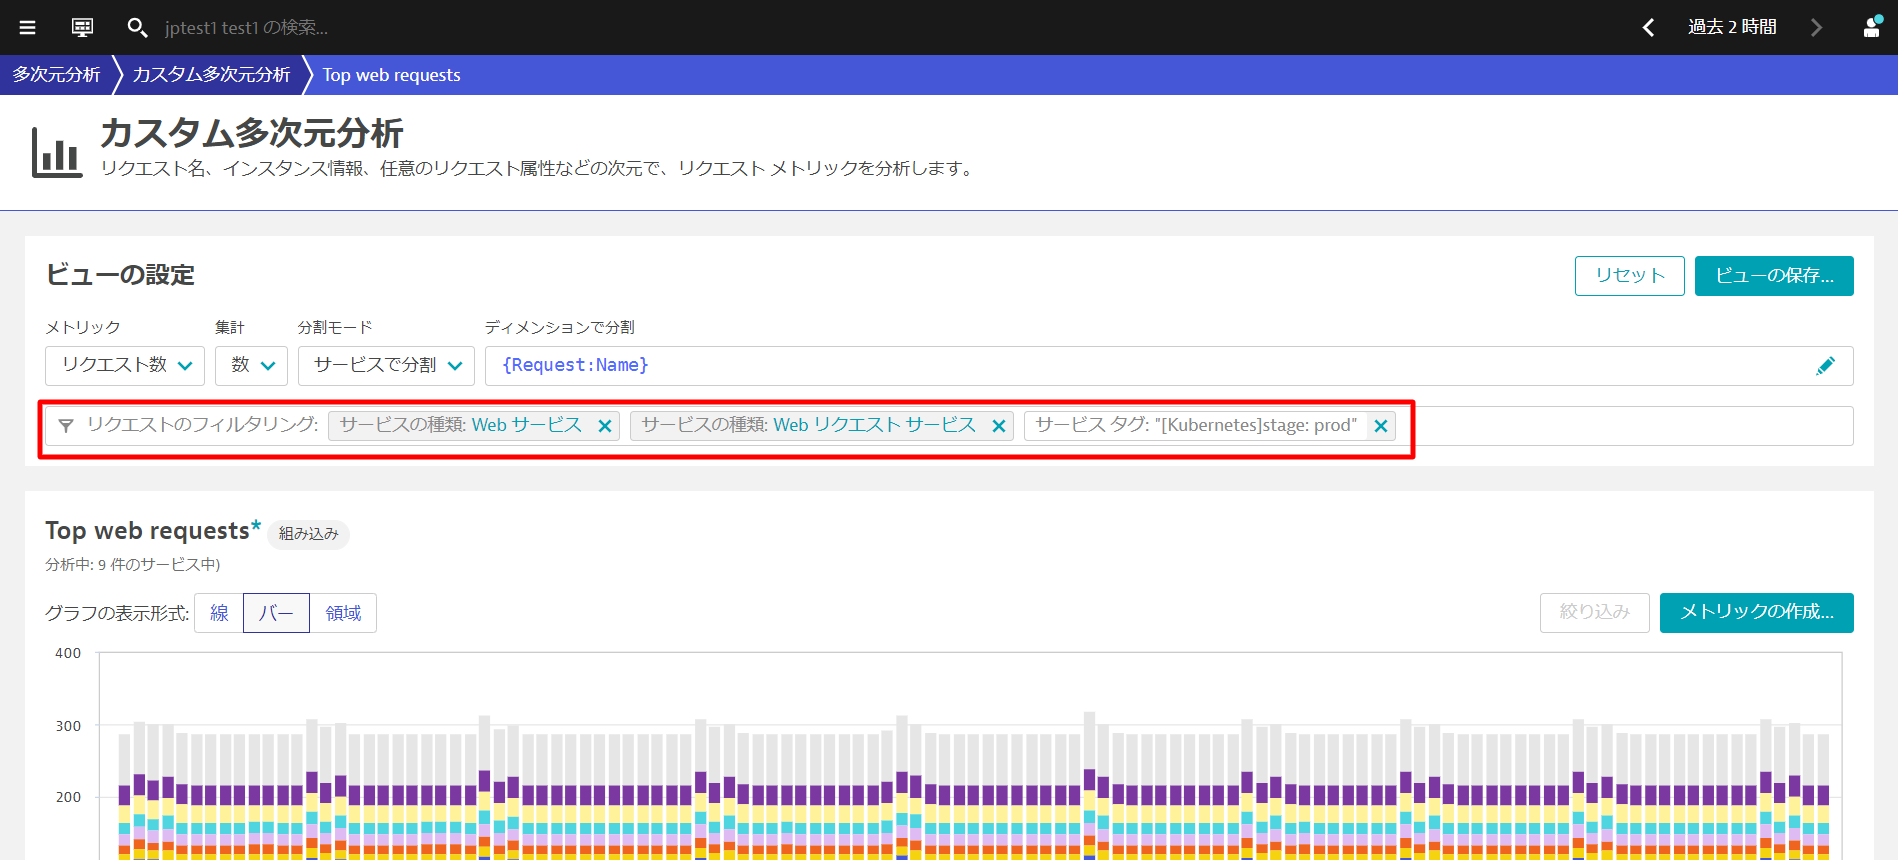 jptest1 test1 の検索...
過去 2 時間
多次元分析
カスタム多次元分析
Top web requests
カスタム多次元分析
リクエスト名、インスタンス情報、任意のリクエスト属性などの次元で、リクエスト メトリックを分析します。
ビューの設定
リセット
ビューの保存...
メトリック
集計
分割モード
ディメンションで分割
リクエスト数
数
サービスで分割
{Request:Name}
リクエストのフィルタリング:
サービスの種類: Web サービス
サービスの種類: Web リクエスト サービス
サービス タグ: "[Kubernetes]stage: prod"
Top web requests*
組み込み
分析中: 9 件のサービス中)
グラフの表示形式:
線
バー
領域
絞り込み
メトリックの作成...
400
300
200